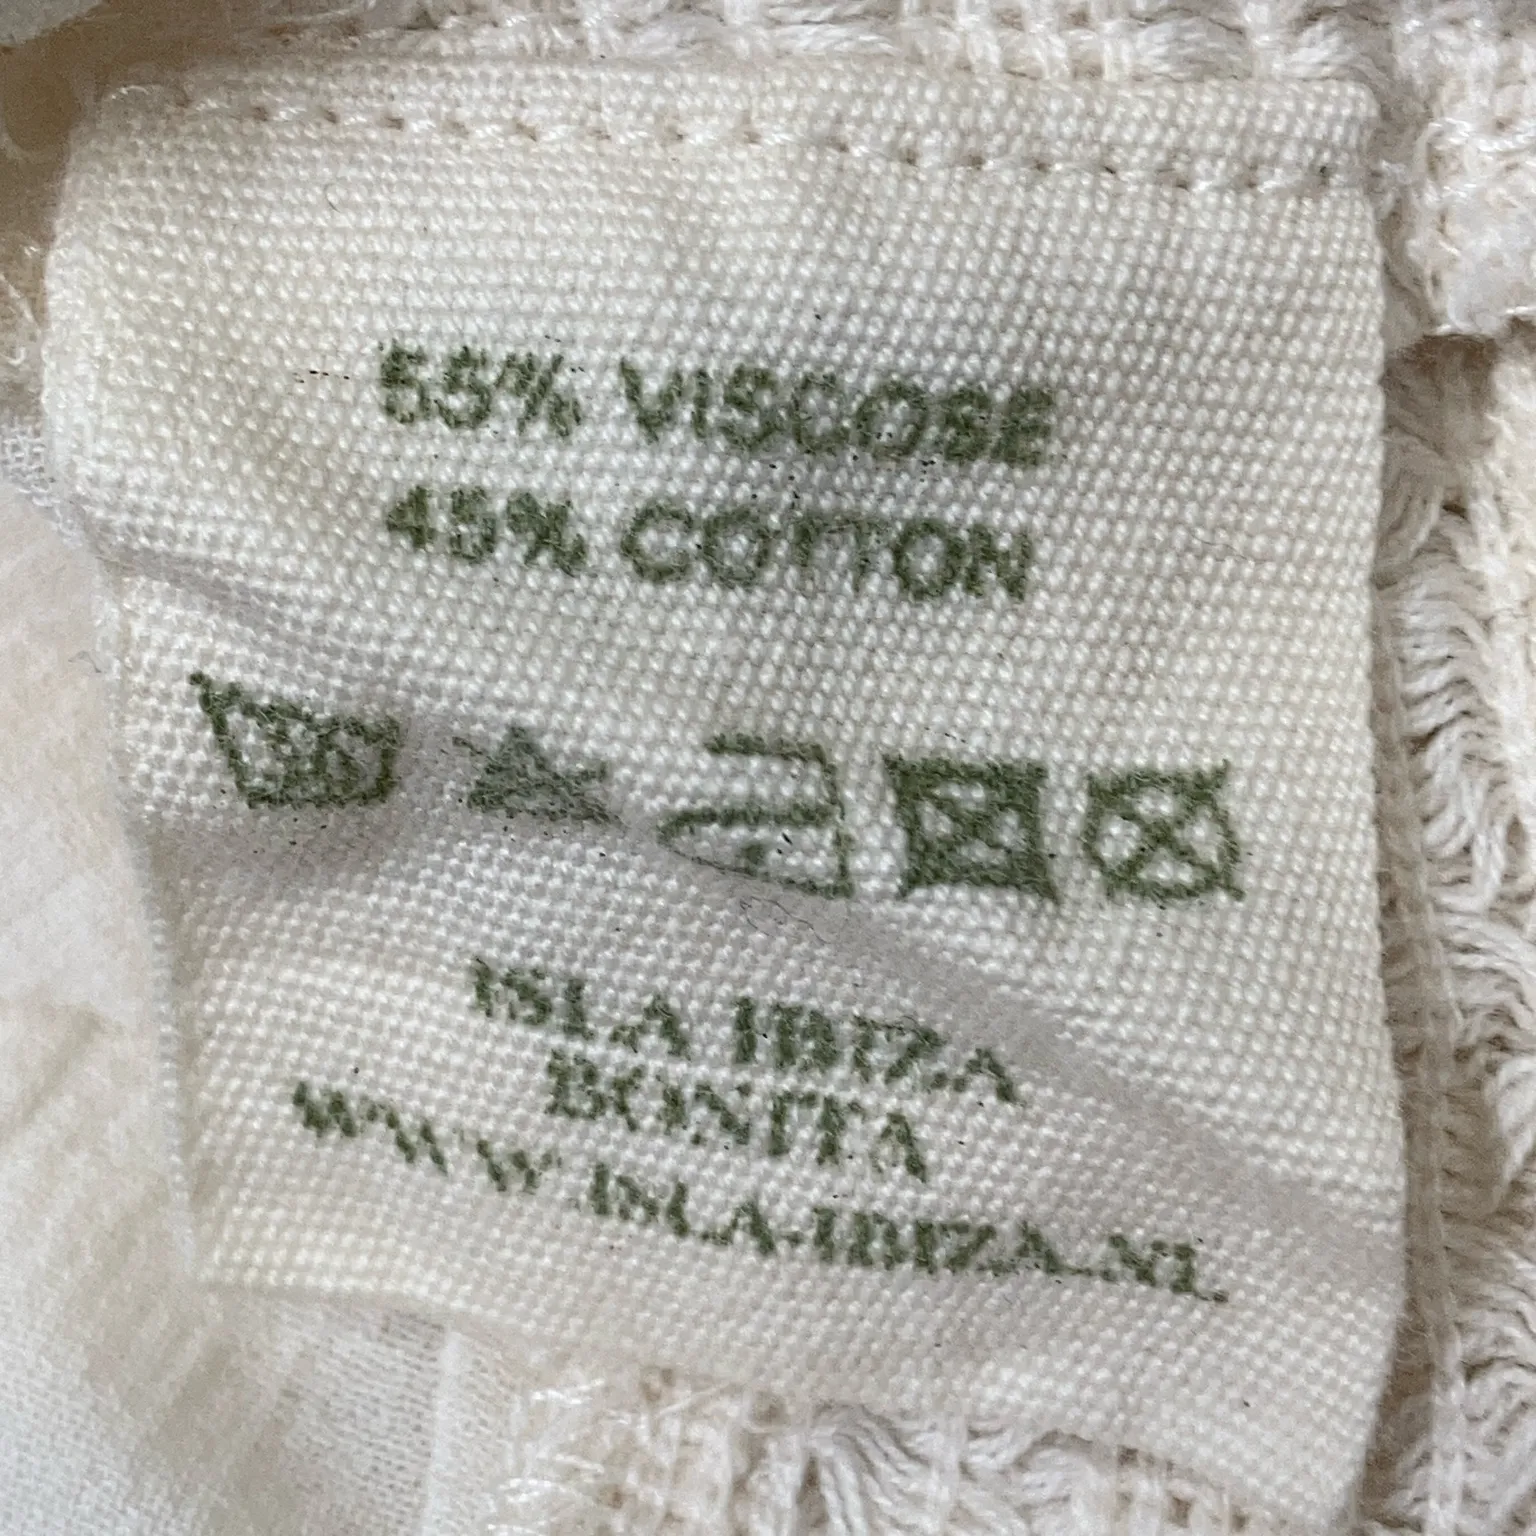 55% VISCOSE
45% COTTON
ISLA IBIZA
BONITA
WWW.ISLA-IBIZA.NL